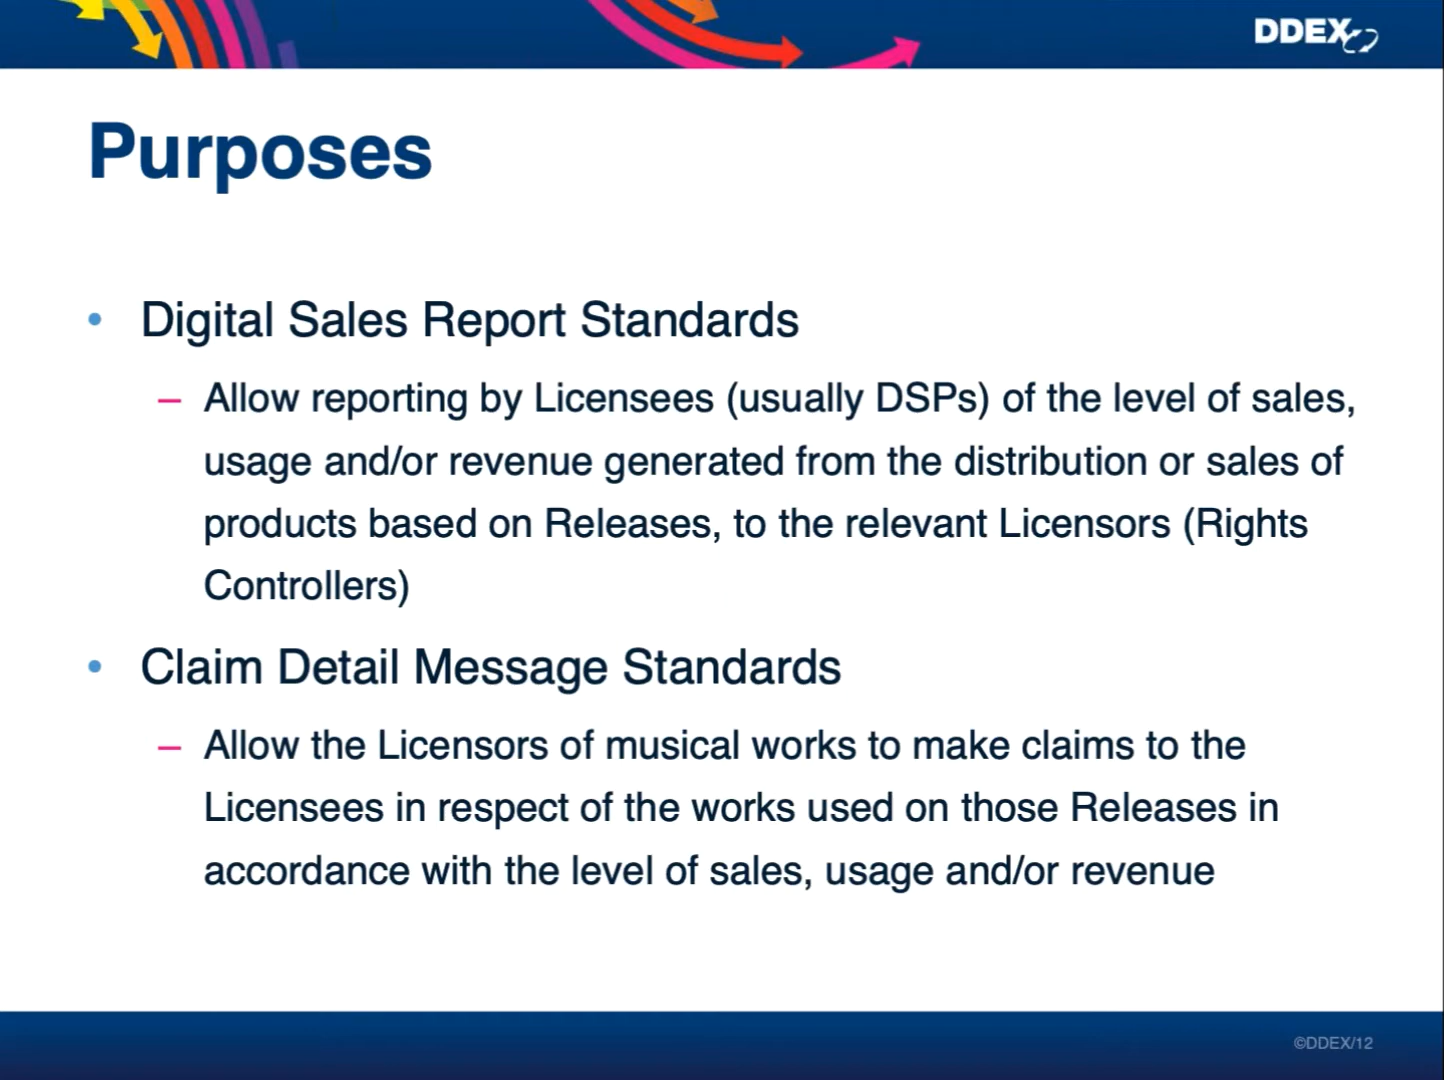 DDEX
Purposes
• Digital Sales Report Standards
– Allow reporting by Licensees (usually DSPs) of the level of sales,
usage and/or revenue generated from the distribution or sales of
products based on Releases, to the relevant Licensors (Rights
Controllers)
• Claim Detail Message Standards
– Allow the Licensors of musical works to make claims to the
Licensees in respect of the works used on those Releases in
accordance with the level of sales, usage and/or revenue
©DDEX/12